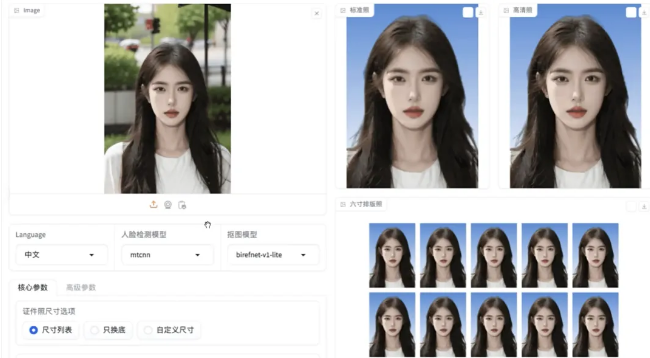 Image
标准照
高清照
六寸排版照
Language
人脸检测模型
抠图模型
中文
mtcnn
birefnet-v1-lite
核心参数
高级参数
证件照尺寸选项
尺寸列表
只换底
自定义尺寸